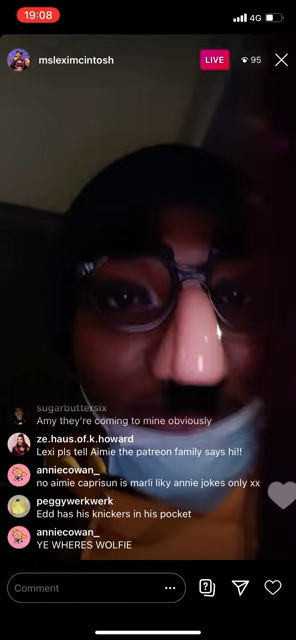 19:08
4G
msleximcintosh
LIVE
95
sugarbuttersix
Amy they're coming to mine obviously
ze.haus.of.k.howard
Lexi pls tell Aimie the patreon family says hi!!
anniecowan_
no aimie caprisun is marli liky annie jokes only xx
peggywerkwerk
Edd has his knickers in his pocket
anniecowan_
YE WHERES WOLFIE
Comment